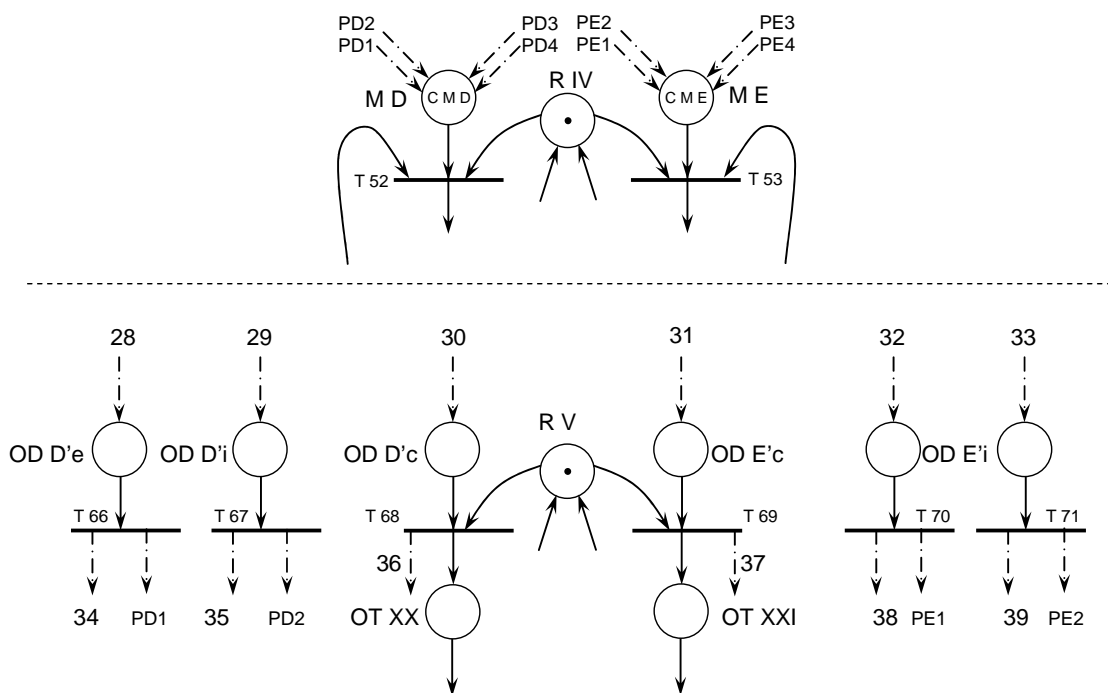 PD2 PD3 PE2 PE3
PD1 PD4 PE1 PE4
R IV
M D C M D C M E M E
T 52 T 53
28 29 30 31 32 33
R V
OD D'e OD D'i OD D'c OD E'c OD E'i
T 66 T 67 T 68 T 69 T 70 T 71
36 37
34 PD1 35 PD2 OT XX OT XXI 38 PE1 39 PE2